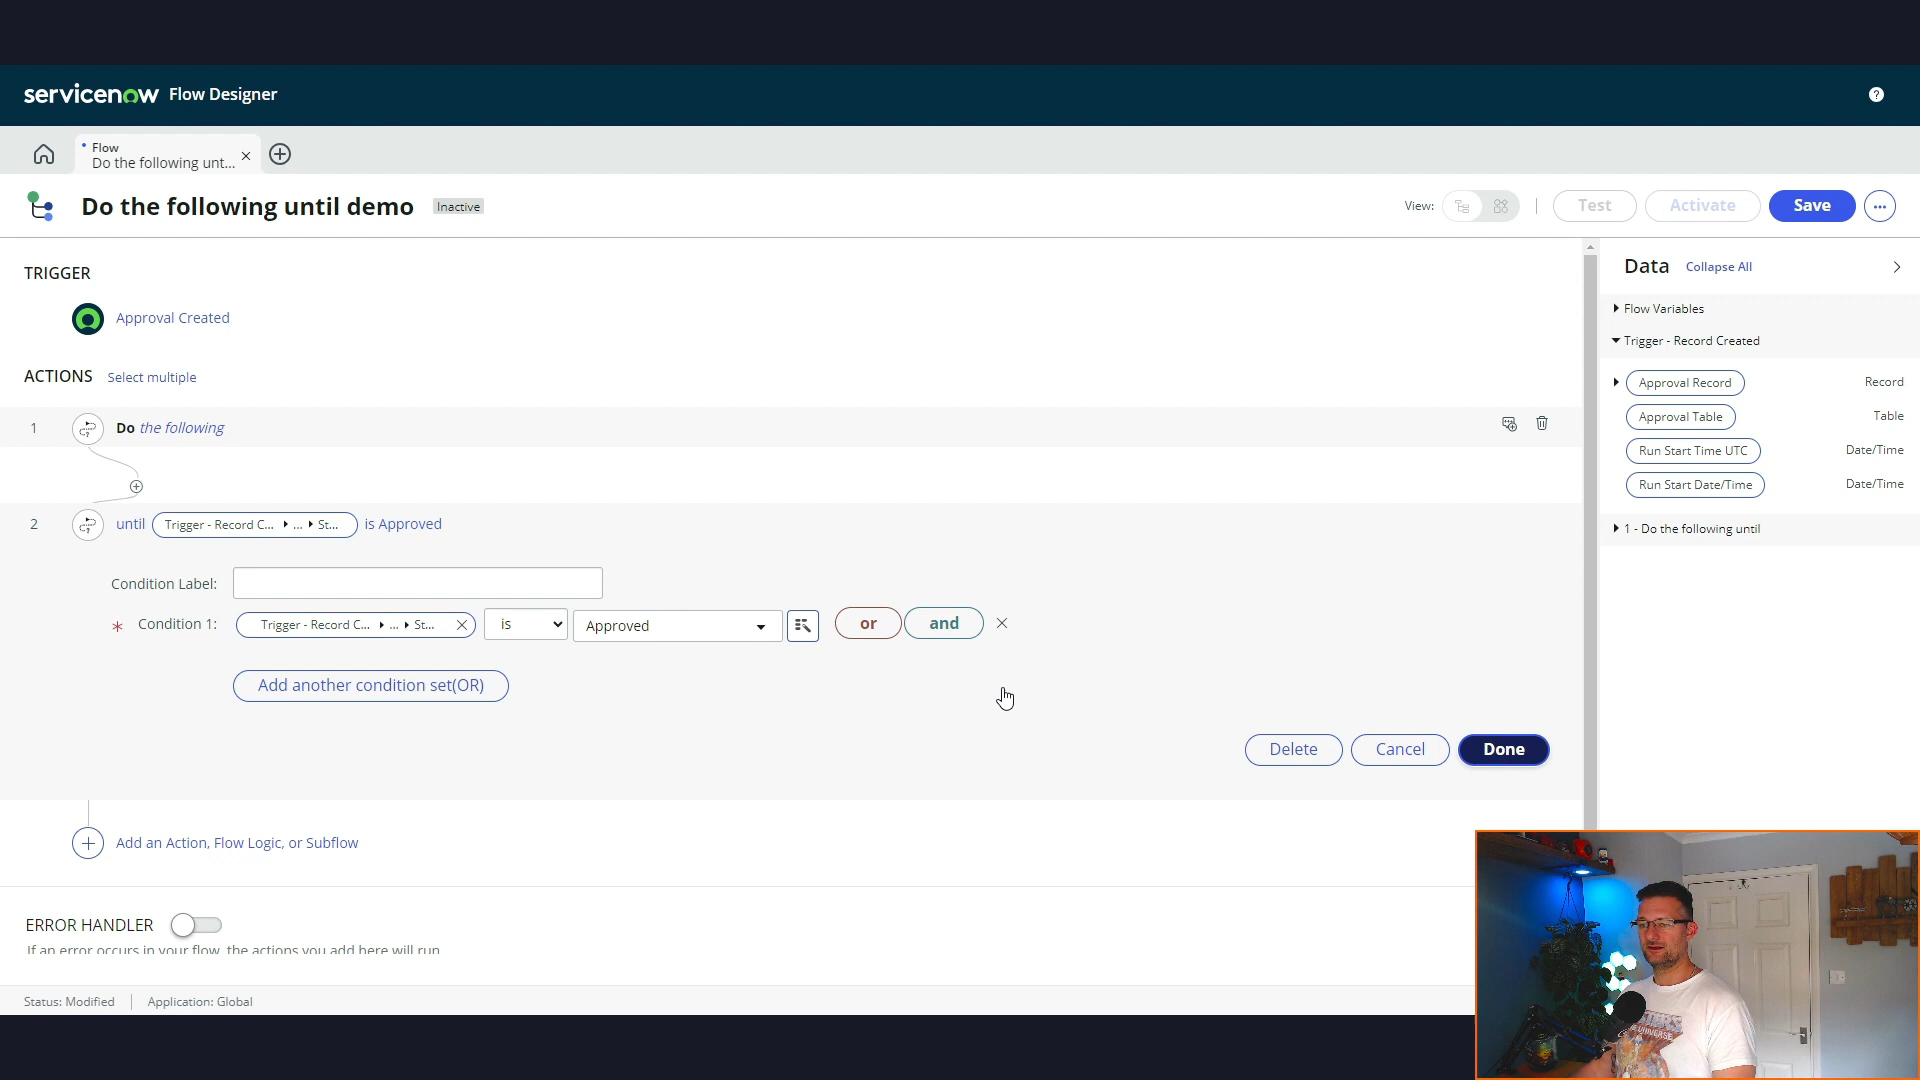 servicenow Flow Designer
Flow
Do the following unt...
Do the following until demo Inactive
View: Test Activate Save
TRIGGER
Approval Created
ACTIONS Select multiple
1 Do the following
2 until Trigger - Record C... ... St... is Approved
Condition Label:
* Condition 1: Trigger - Record C... ... St... is Approved or and
Add another condition set(OR)
Delete Cancel Done
Add an Action, Flow Logic, or Subflow
ERROR HANDLER
If an error occurs in your flow, the actions you add here will run
Status: Modified Application: Global
Data Collapse All
Flow Variables
Trigger - Record Created
Approval Record Record
Approval Table Table
Run Start Time UTC Date/Time
Run Start Date/Time Date/Time
1 - Do the following until